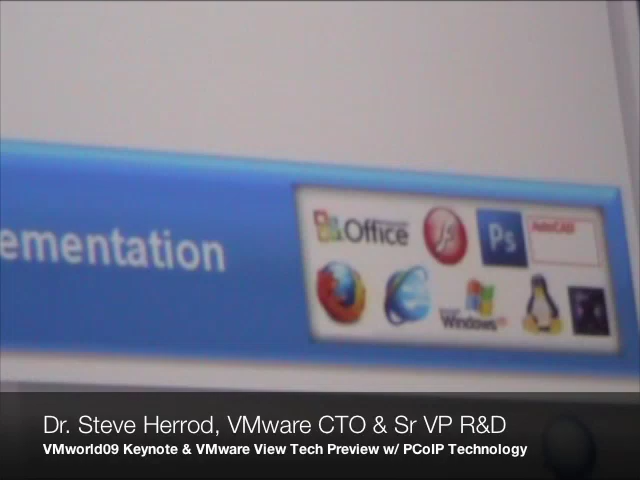 ementation
Office
Ps
AutoCAD
Windows
Dr. Steve Herrod, VMware CTO & Sr VP R&D
VMworld09 Keynote & VMware View Tech Preview w/ PCoIP Technology